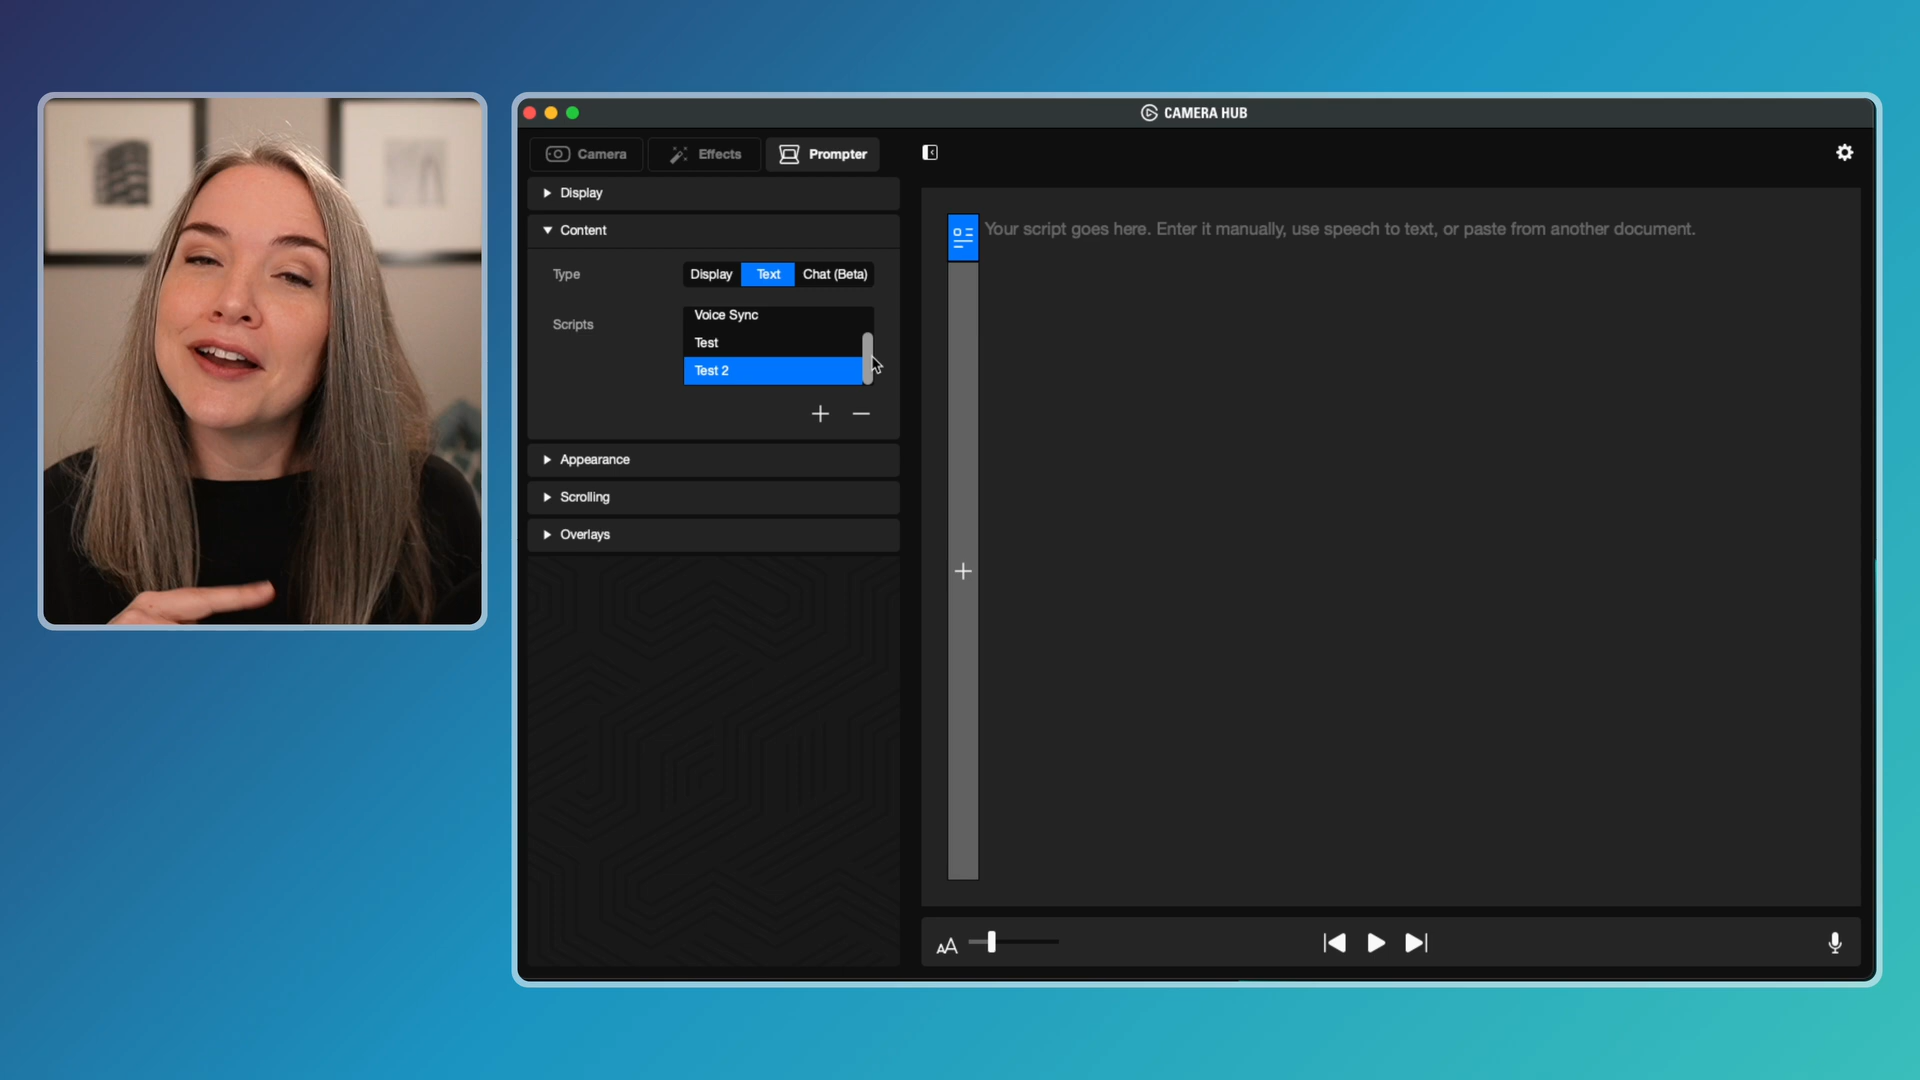 CAMERA HUB
Camera
Effects
Prompter
Display
Content
Type
Display
Text
Chat (Beta)
Scripts
Voice Sync
Test
Test 2
Appearance
Scrolling
Overlays
Your script goes here. Enter it manually, use speech to text, or paste from another document.
AA